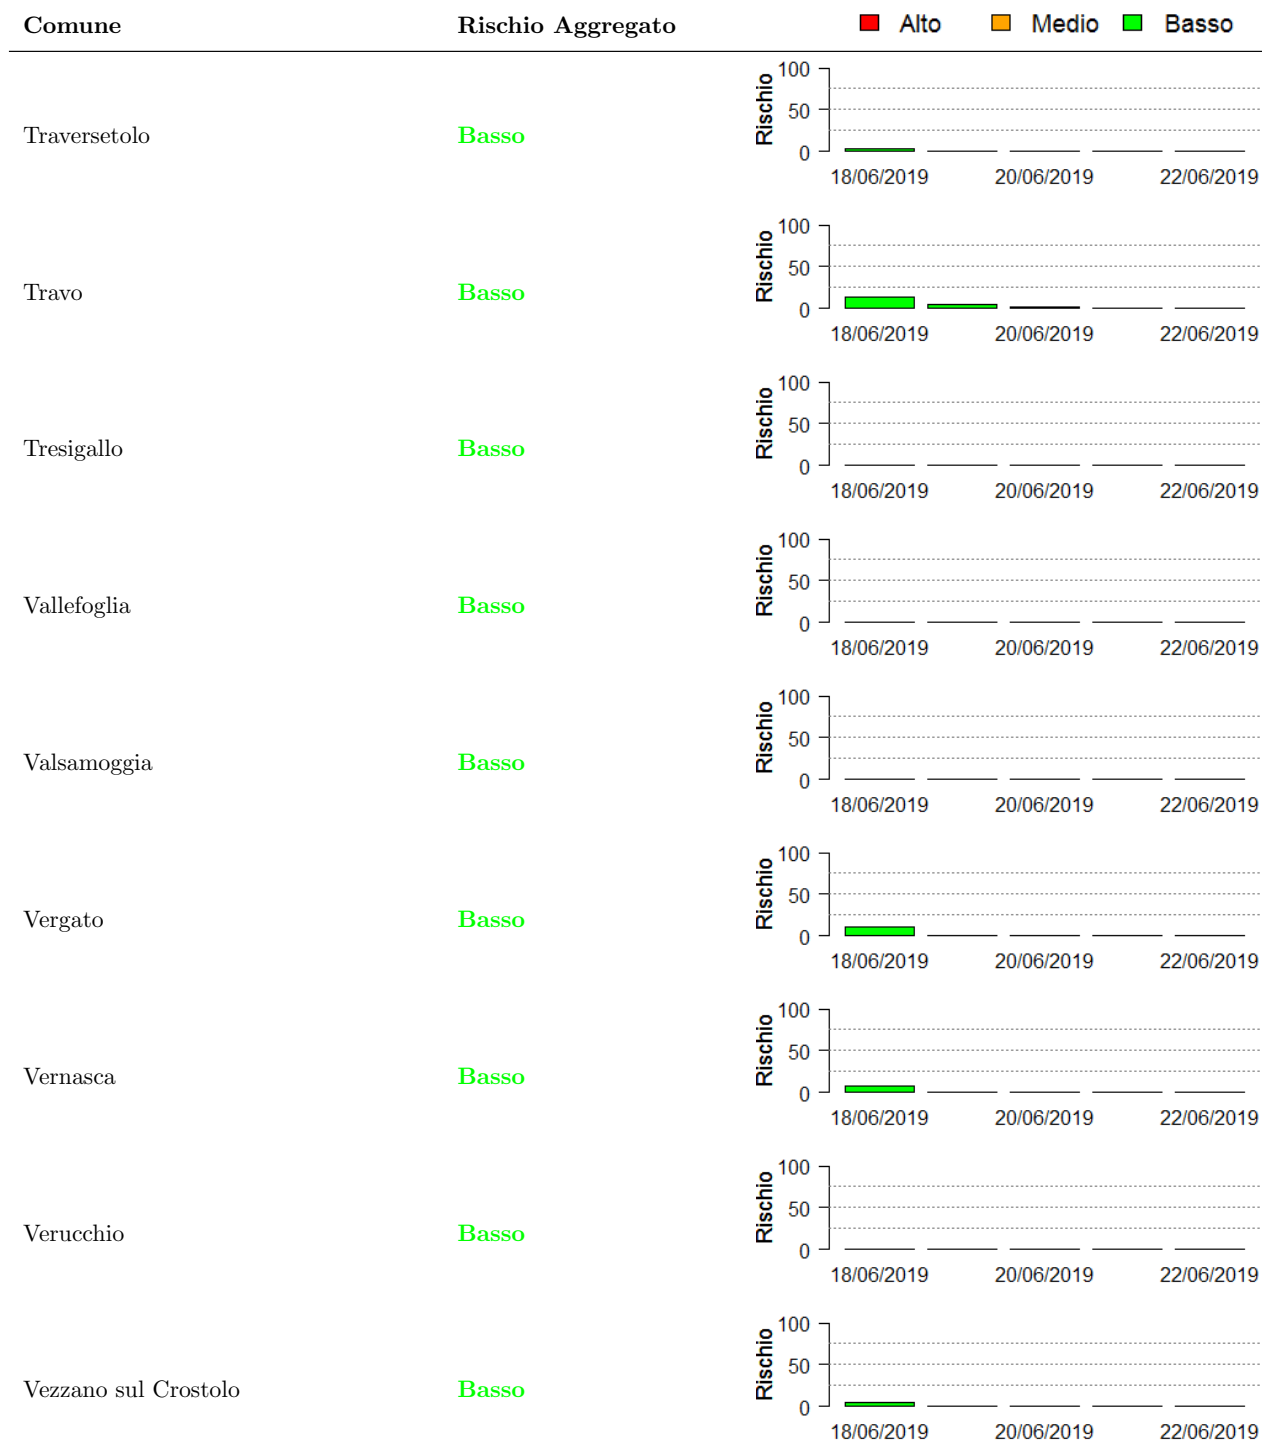 Comune Rischio Aggregato Alto Medio Basso
Traversetolo Basso
Rischio
100
50
0
18/06/2019 20/06/2019 22/06/2019
Travo Basso
Rischio
100
50
0
18/06/2019 20/06/2019 22/06/2019
Tresigallo Basso
Rischio
100
50
0
18/06/2019 20/06/2019 22/06/2019
Vallefoglia Basso
Rischio
100
50
0
18/06/2019 20/06/2019 22/06/2019
Valsamoggia Basso
Rischio
100
50
0
18/06/2019 20/06/2019 22/06/2019
Vergato Basso
Rischio
100
50
0
18/06/2019 20/06/2019 22/06/2019
Vernasca Basso
Rischio
100
50
0
18/06/2019 20/06/2019 22/06/2019
Verucchio Basso
Rischio
100
50
0
18/06/2019 20/06/2019 22/06/2019
Vezzano sul Crostolo Basso
Rischio
100
50
0
18/06/2019 20/06/2019 22/06/2019